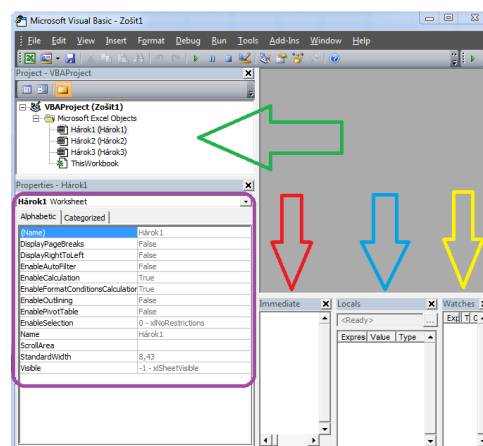 Microsoft Visual Basic - Zošit1
File Edit View Insert Format Debug Run Tools Add-Ins Window Help
Project - VBAProject
VBAProject (Zošit1)
Microsoft Excel Objects
Hárok1 (Hárok1)
Hárok2 (Hárok2)
Hárok3 (Hárok3)
ThisWorkbook
Properties - Hárok1
Hárok1 Worksheet
Alphabetic Categorized
(Name) Hárok1
DisplayPageBreaks False
DisplayRightToLeft False
EnableAutoFilter False
EnableCalculation True
EnableFormatConditionsCalculation True
EnableOutlining False
EnablePivotTable False
EnableSelection 0 - xlNoRestrictions
Name Hárok1
ScrollArea
StandardWidth 8,43
Visible -1 - xlSheetVisible
Immediate
Locals
<Ready>
...
Expres Value Type
Watches
Exp T C